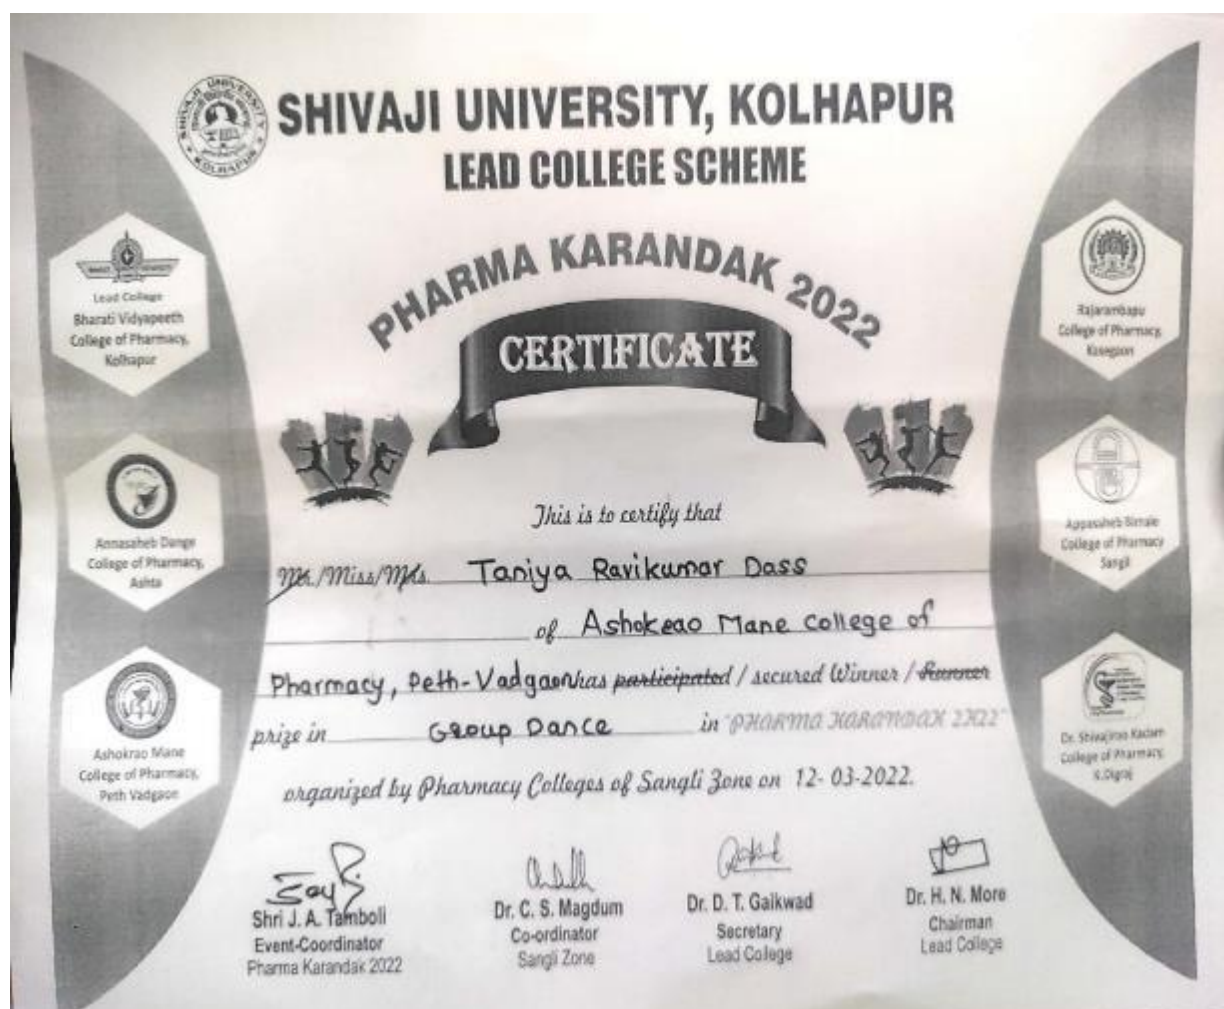 SHIVAJI UNIVERSITY, KOLHAPUR
LEAD COLLEGE SCHEME
PHARMA KARANDAK 2022
CERTIFICATE
Lead College
Bharati Vidyapeeth
College of Pharmacy,
Kolhapur
Annasaheb Dange
College of Pharmacy,
Ashta
Ashokrao Mane
College of Pharmacy,
Peth Vadgaon
Rajarambapu
College of Pharmacy,
Kasegaon
Appasaheb Birnale
College of Pharmacy
Sangli
Dr. Shivajirao Kadam
College of Pharmacy,
K.Digraj
This is to certify that
Mr./Miss/Mrs. Taniya Ravikumar Dass
of Ashokrao Mane College of
Pharmacy, Peth-Vadgaon has participated / secured Winner / Runner
prize in Group Dance in "PHARMA KARANDAK 2K22"
organized by Pharmacy Colleges of Sangli Zone on 12-03-2022.
Shri J. A. Tamboli
Event-Coordinator
Pharma Karandak 2022
Dr. C. S. Magdum
Co-ordinator
Sangli Zone
Dr. D. T. Gaikwad
Secretary
Lead College
Dr. H. N. More
Chairman
Lead College